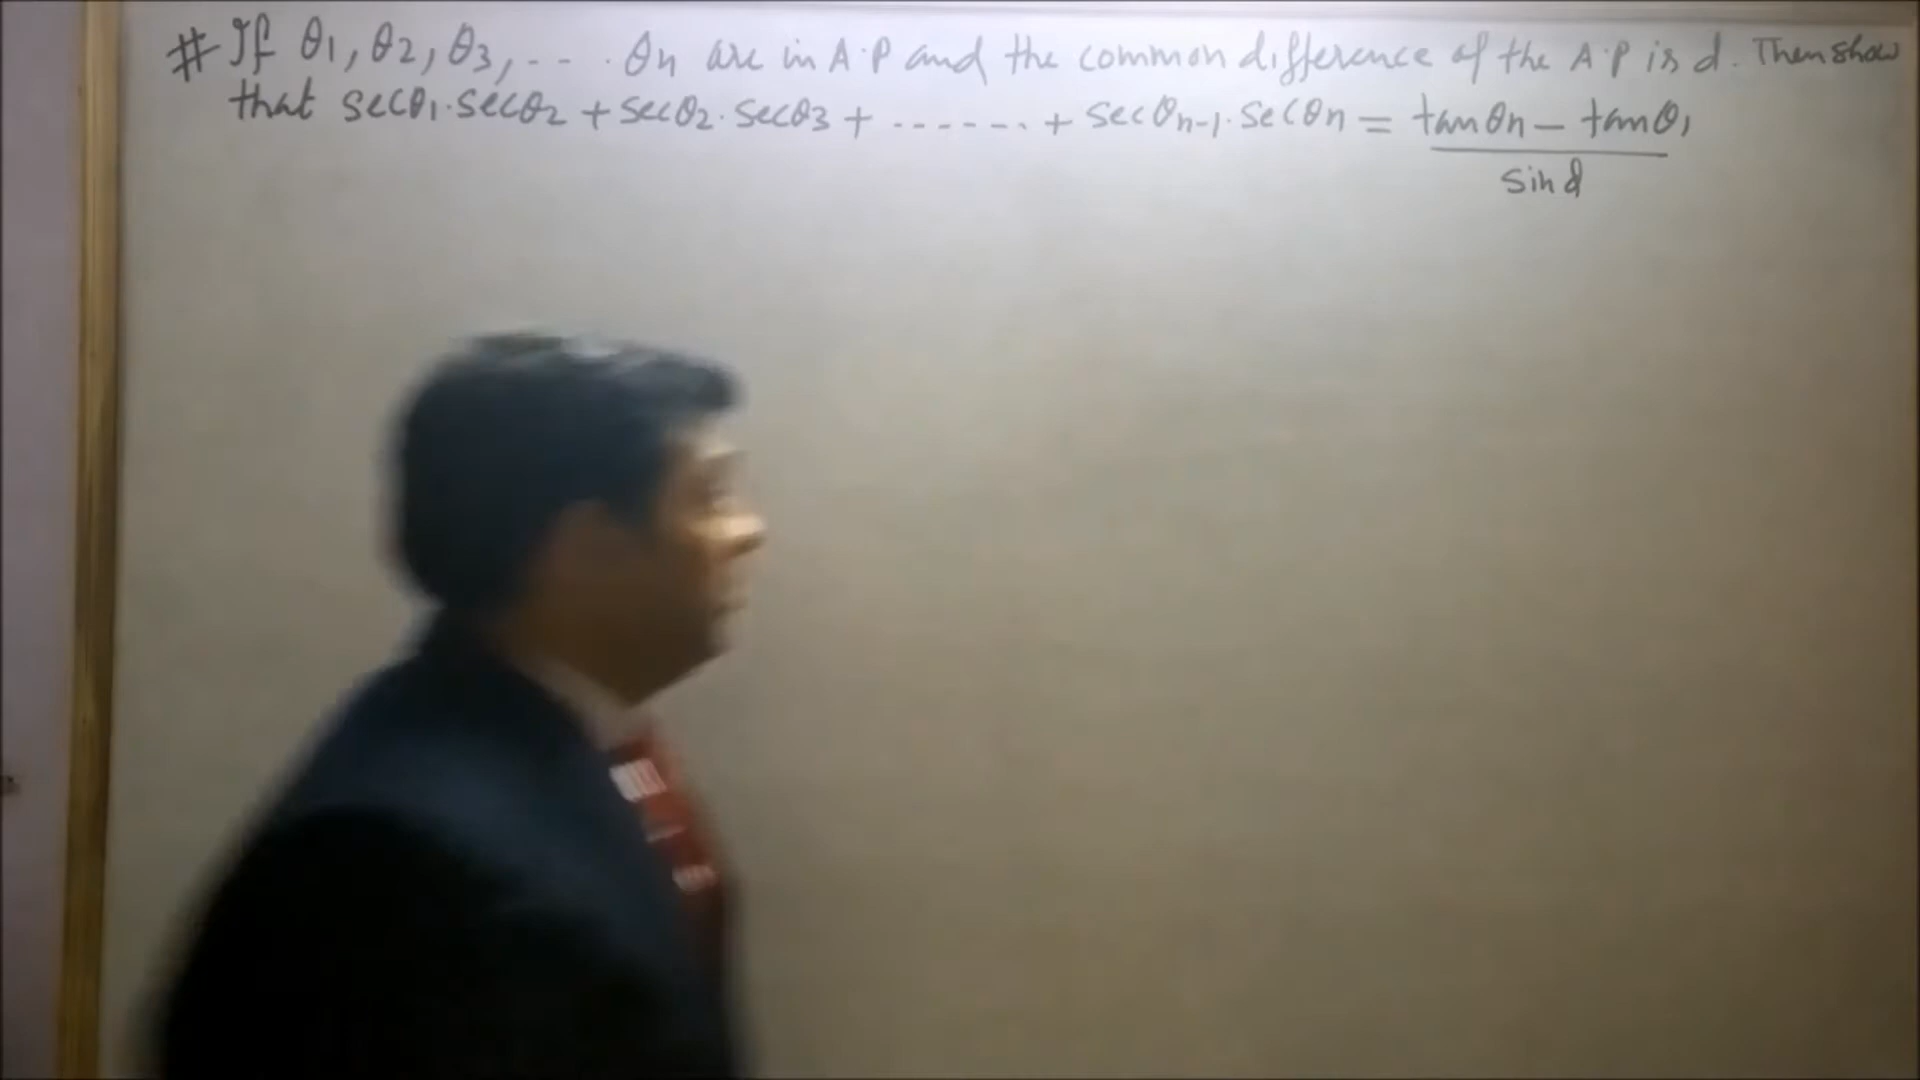 # If θ1, θ2, θ3, ... . θn are in A.P and the common difference of the A.P is d. Then show
that secθ1.secθ2 + secθ2.secθ3 + ....... + secθn-1.secθn = tanθn - tanθ1
sin d